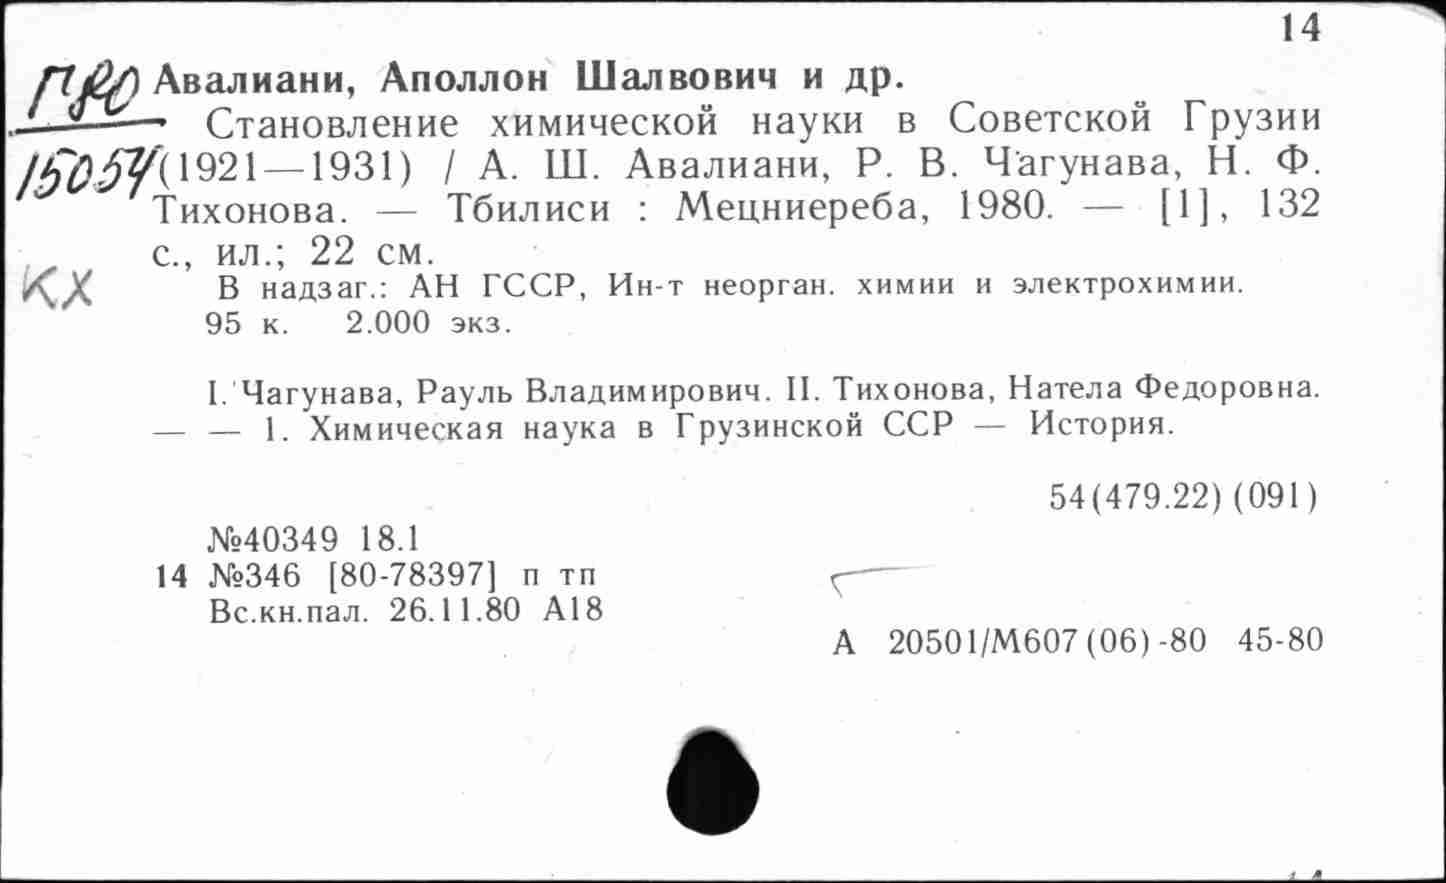 14
П80
15054
КХ
Авалиани, Аполлон Шалвович и др.
Становление химической науки в Советской Грузии
(1921—1931) / А. Ш. Авалиани, Р. В. Чагунава, Н. Ф.
Тихонова. — Тбилиси : Мецниереба, 1980. — [1], 132
с., ил.; 22 см.
В надзаг.: АН ГССР, Ин-т неорган. химии и электрохимии.
95 к. 2.000 экз.
I. Чагунава, Рауль Владимирович. II. Тихонова, Натела Федоровна.
— — 1. Химическая наука в Грузинской ССР — История.
54(479.22)(091)
№40349 18.1
14 №346 [80-78397] п тп
Вс.кн.пал. 26.11.80 А18
А 20501/М607(06)-80 45-80